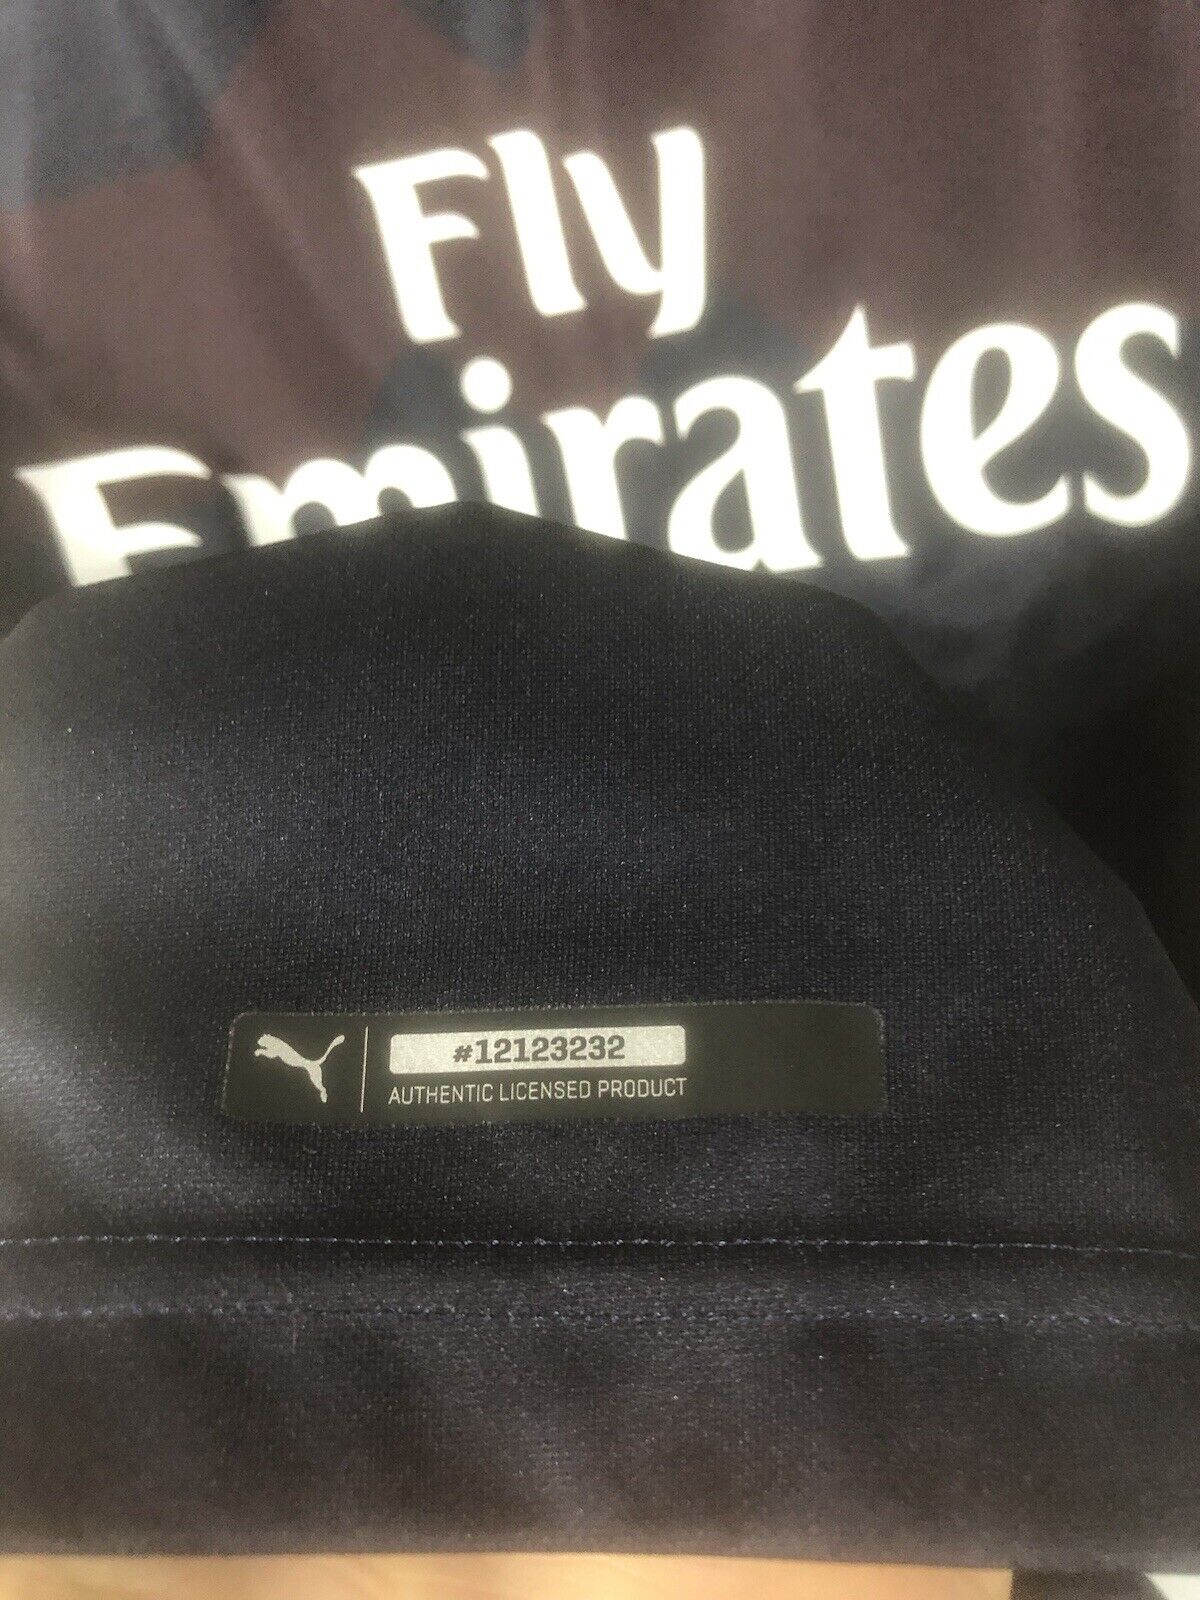 Fly
Emirates
#12123232
AUTHENTIC LICENSED PRODUCT